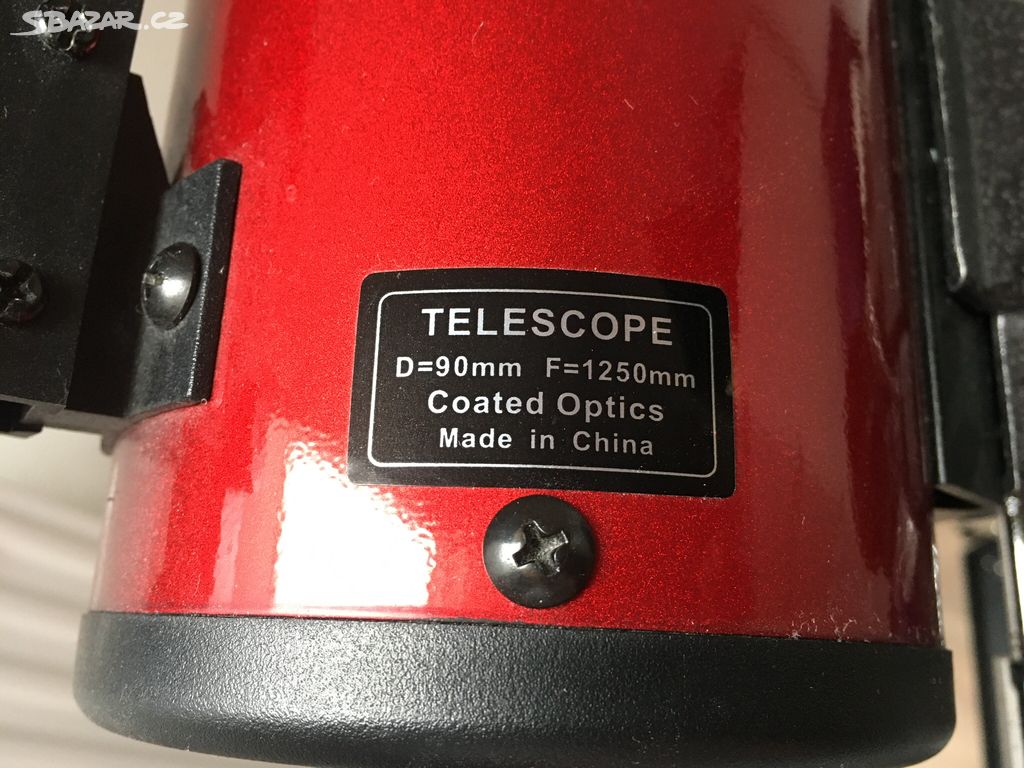 SBAZAR.CZ
TELESCOPE
D=90mm F=1250mm
Coated Optics
Made in China